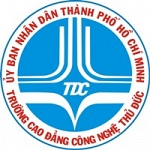 ỦY BAN NHÂN DÂN THÀNH PHỐ HỒ CHÍ MINH
TDC
TRƯỜNG CAO ĐẲNG CÔNG NGHỆ THỦ ĐỨC